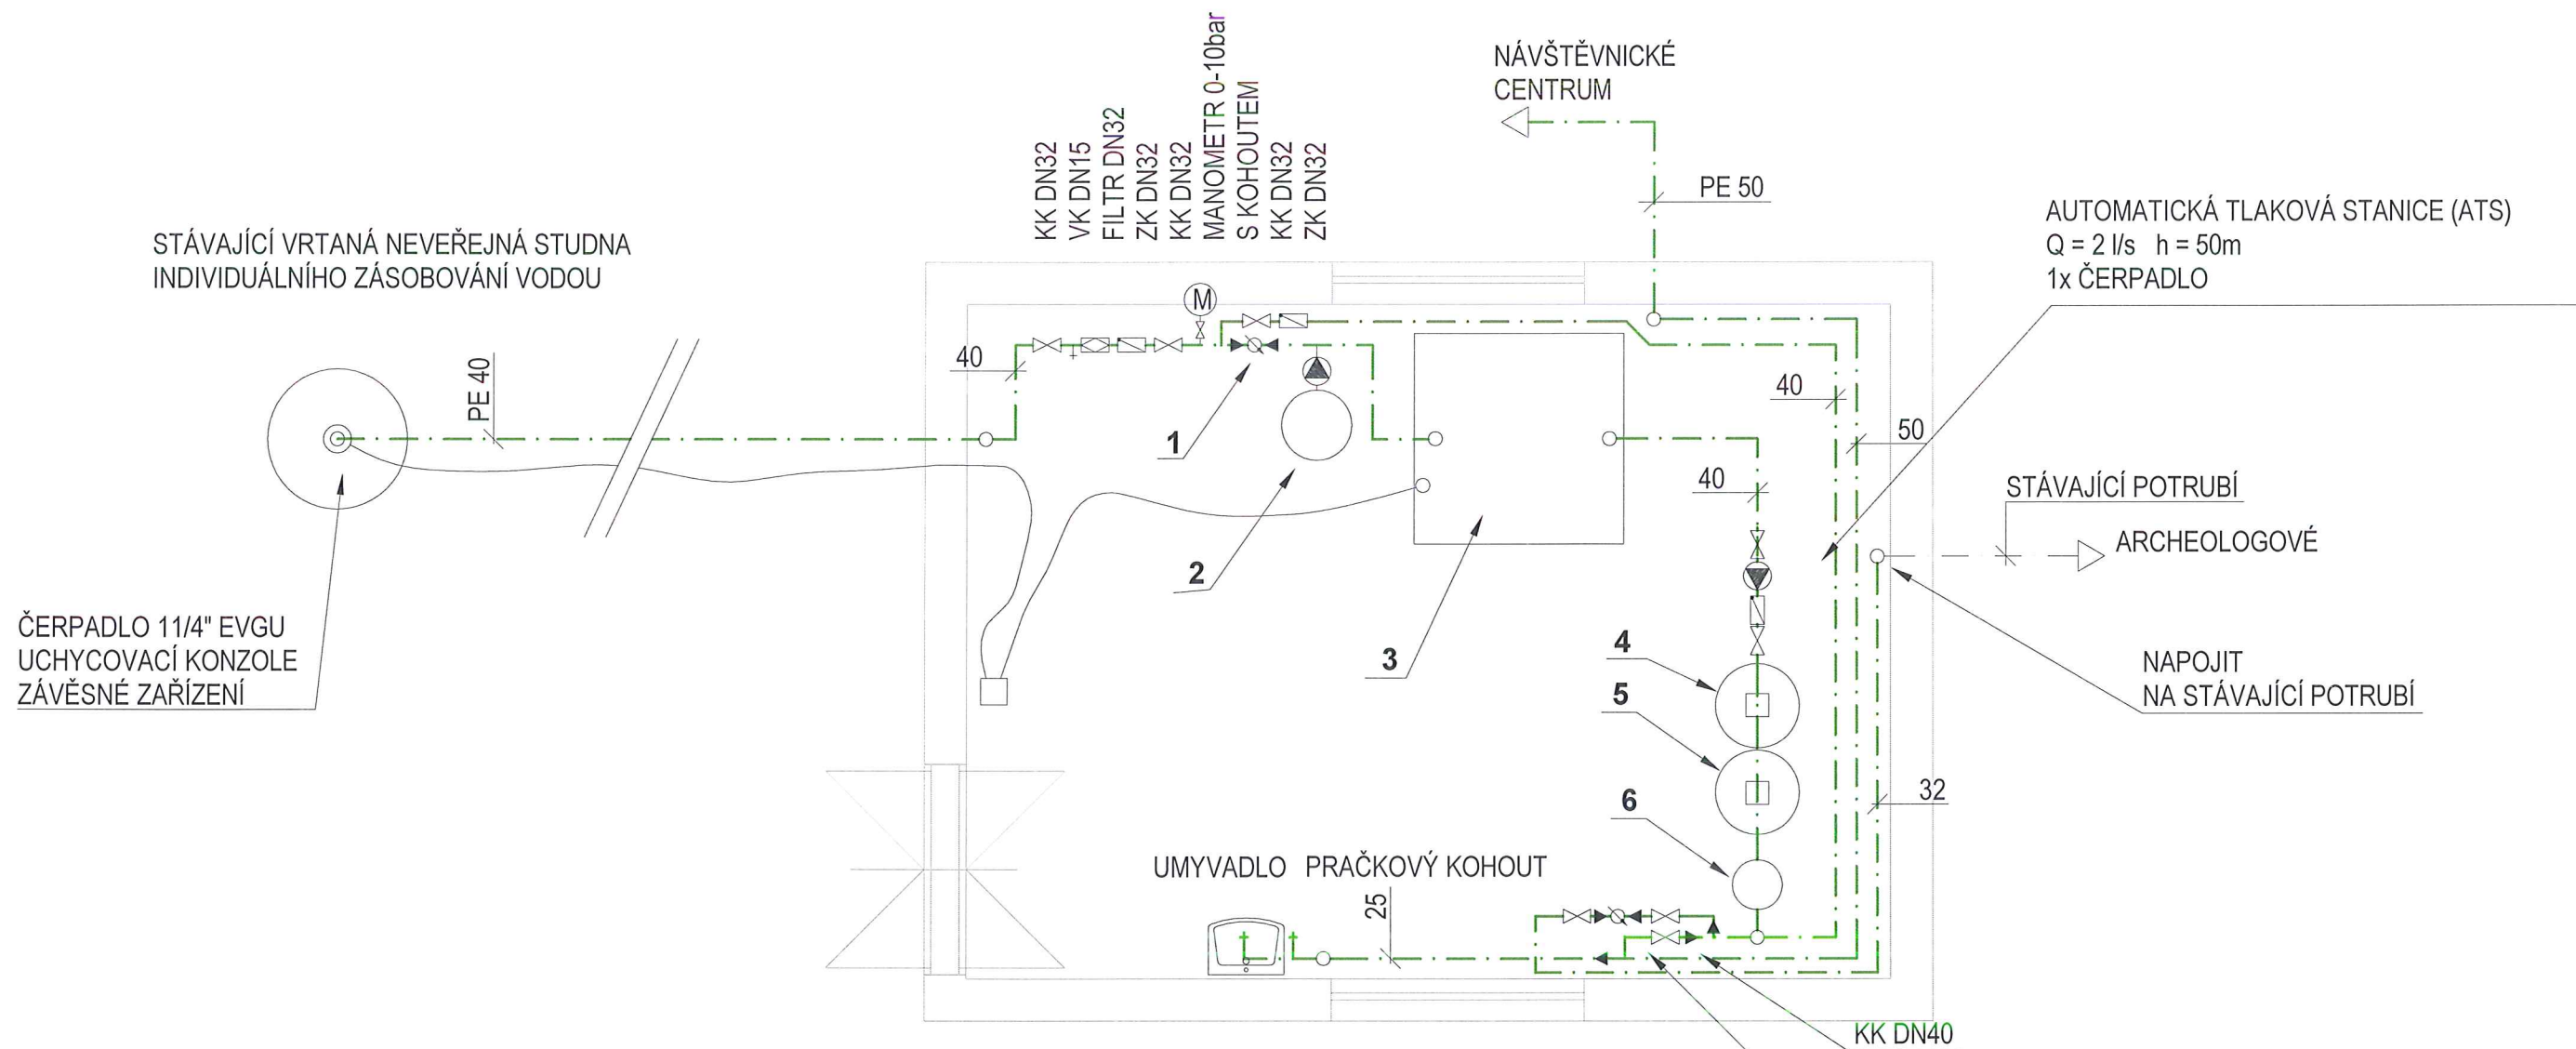 KK DN32
VK DN15
FILTR DN32
ZK DN32
KK DN32
MANOMETR 0-10bar
S KOHOUTEM
KK DN32
ZK DN32
NÁVŠTĚVNICKÉ
CENTRUM
PE 50
AUTOMATICKÁ TLAKOVÁ STANICE (ATS)
Q = 2 l/s h = 50m
1x ČERPADLO
STÁVAJÍCÍ VRTANÁ NEVEŘEJNÁ STUDNA
INDIVIDUÁLNÍHO ZÁSOBOVÁNÍ VODOU
M
40
PE 40
40
50
1
40
STÁVAJÍCÍ POTRUBÍ
ARCHEOLOGOVÉ
2
ČERPADLO 11/4" EVGU
UCHYCOVACÍ KONZOLE
ZÁVĚSNÉ ZAŘÍZENÍ
3
4
5
NAPOJIT
NA STÁVAJÍCÍ POTRUBÍ
6
32
UMYVADLO PRAČKOVÝ KOHOUT
25
KK DN40